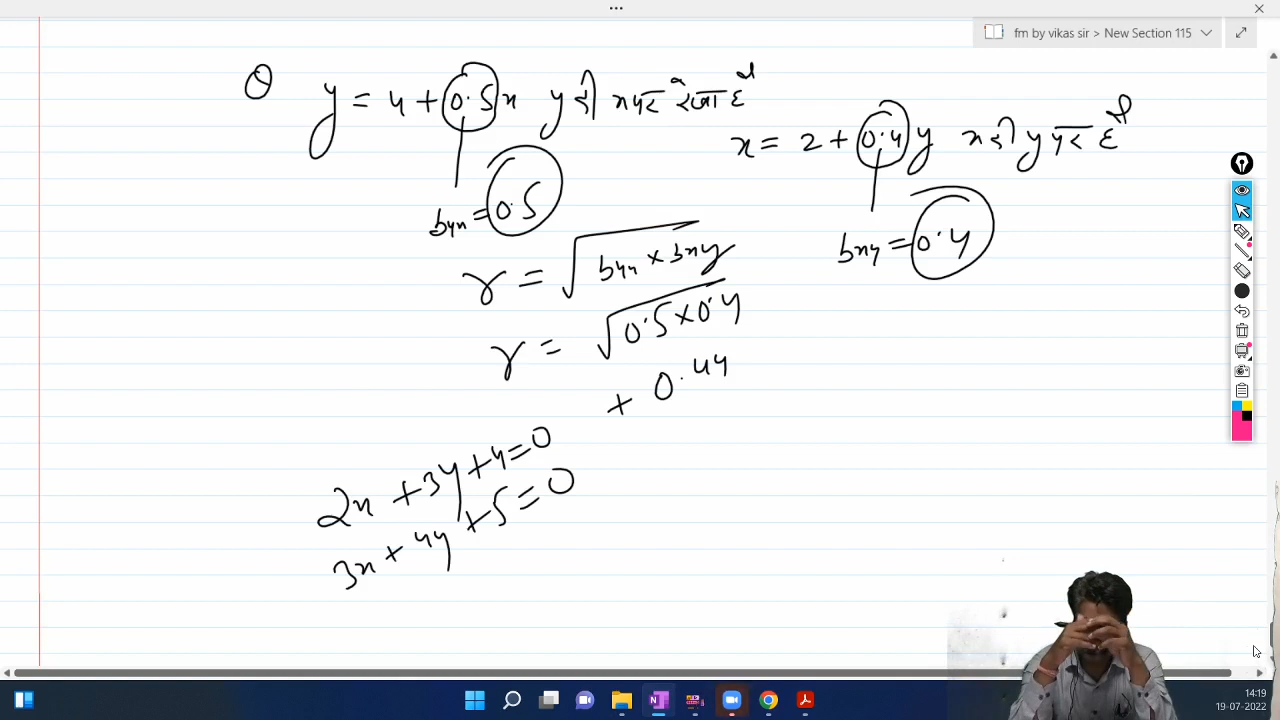 fm by vikas sir > New Section 115
y = 4 + 0.5x y की x पर
x = 2 + 0.4y x की y पर
byx = 0.5
bxy = 0.4
r = √byx × bxy
r = √0.5×0.4
+ 0.44
2x + 3y + 4 = 0
3x + 4y + 5 = 0
14:19
19-07-2022